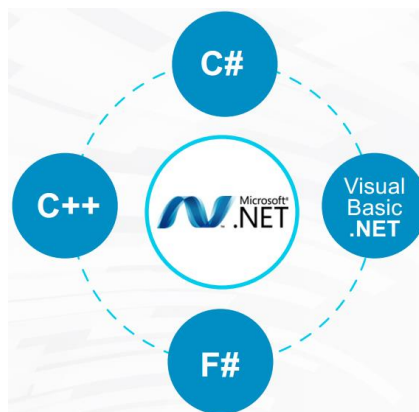 C#
C++
Microsoft®
.NET
Visual
Basic
.NET
F#